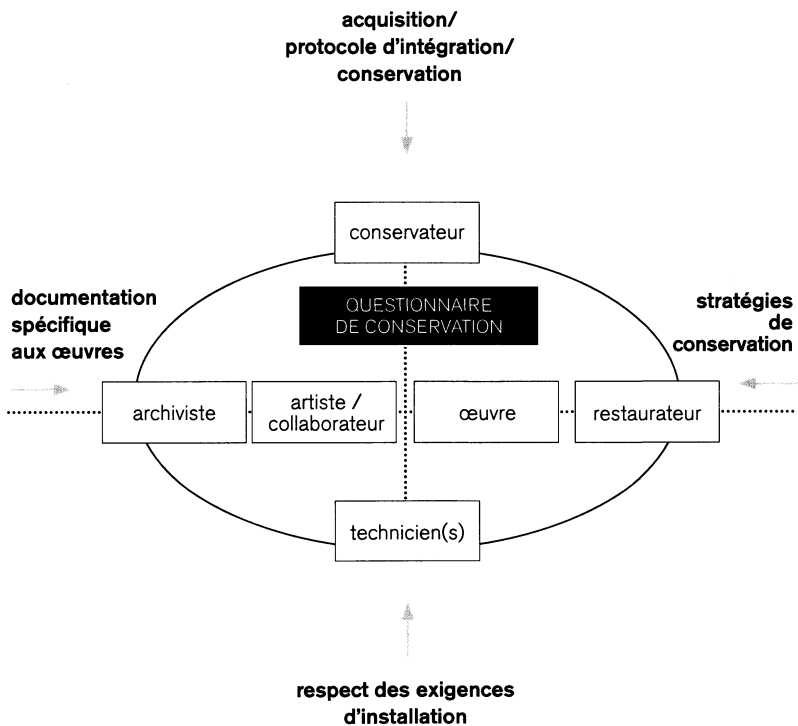 acquisition/
protocole d'intégration/
conservation
conservateur
QUESTIONNAIRE
DE CONSERVATION
documentation
spécifique
aux œuvres
stratégies
de
conservation
archiviste
artiste /
collaborateur
œuvre
restaurateur
technicien(s)
respect des exigences
d'installation